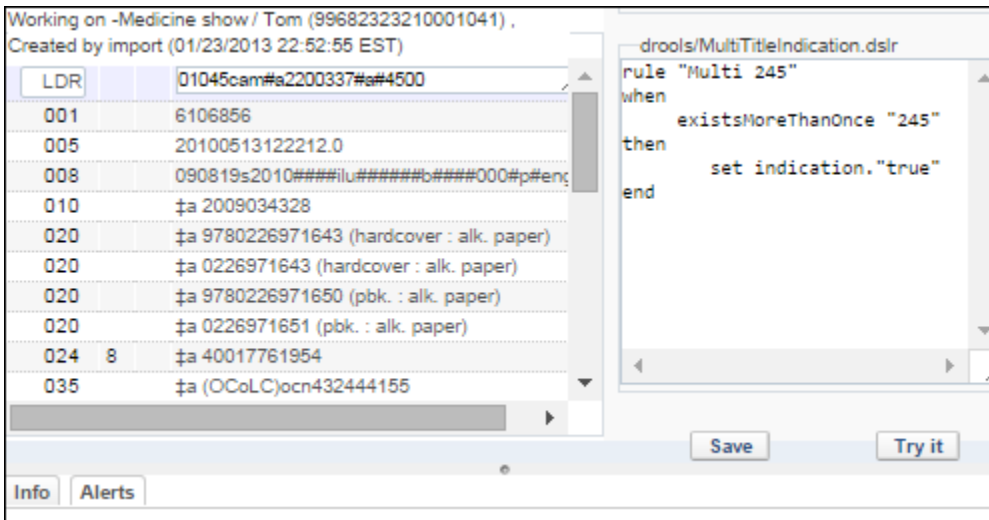 Working on -Medicine show / Tom (99682323210001041) ,
Created by import (01/23/2013 22:52:55 EST)
LDR 01045cam#a2200337#a#4500
001 6106856
005 20100513122212.0
008 090819s2010####ilu######b####000#p#eng
010 ‡a 2009034328
020 ‡a 9780226971643 (hardcover : alk. paper)
020 ‡a 0226971643 (hardcover : alk. paper)
020 ‡a 9780226971650 (pbk. : alk. paper)
020 ‡a 0226971651 (pbk. : alk. paper)
024 8 ‡a 40017761954
035 ‡a (OCoLC)ocn432444155
drools/MultiTitleIndication.dslr
rule "Multi 245"
when
existsMoreThanOnce "245"
then
set indication."true"
end
Save Try it
Info Alerts